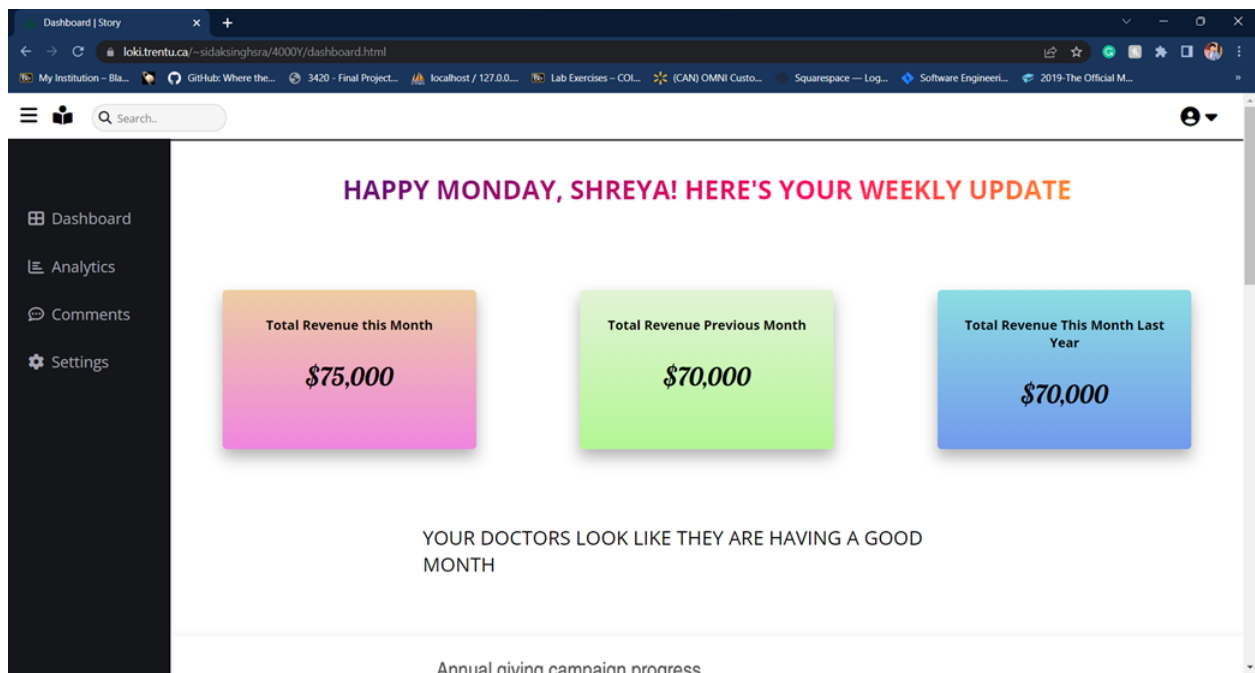 Dashboard | Story
loki.trentu.ca/~sidaksinghsra/4000Y/dashboard.html
My Institution – Bla...
GitHub: Where the...
3420 - Final Project...
localhost / 127.0.0....
Lab Exercises – COI...
(CAN) OMNI Custo...
Squarespace — Log...
Software Engineeri...
2019-The Official M...
Search..
HAPPY MONDAY, SHREYA! HERE'S YOUR WEEKLY UPDATE
Dashboard
Analytics
Comments
Settings
Total Revenue this Month
$75,000
Total Revenue Previous Month
$70,000
Total Revenue This Month Last
Year
$70,000
YOUR DOCTORS LOOK LIKE THEY ARE HAVING A GOOD
MONTH
Annual giving campaign progress